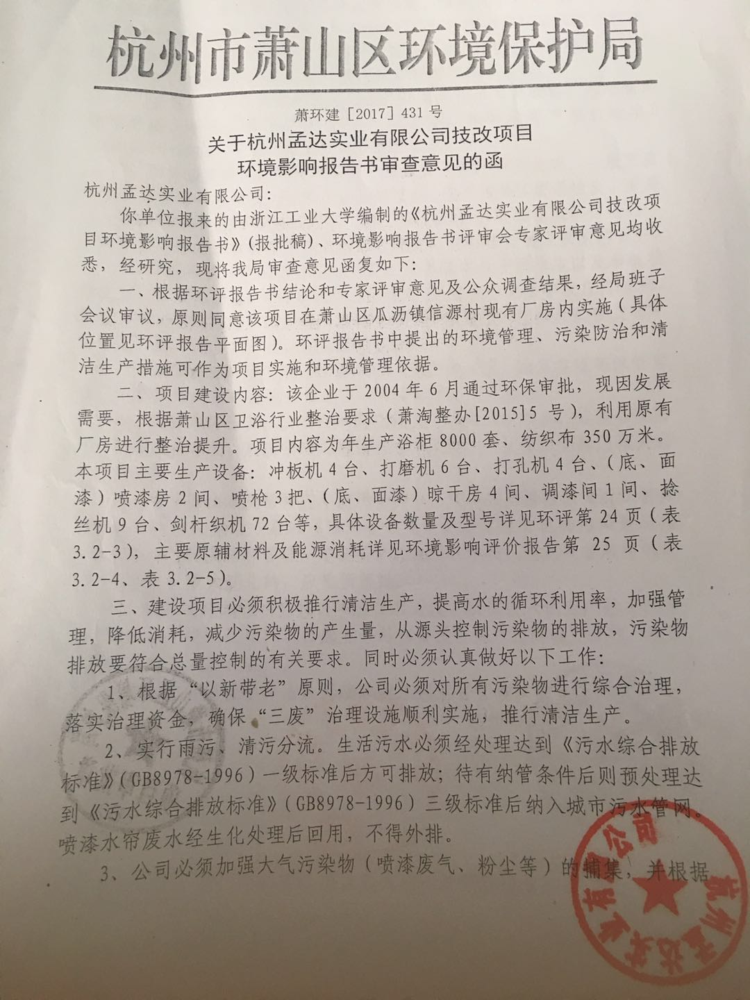 杭州市萧山区环境保护局
萧环建［2017］431 号
关于杭州孟达实业有限公司技改项目
环境影响报告书审查意见的函
杭州孟达实业有限公司：
你单位报来的由浙江工业大学编制的《杭州孟达实业有限公司技改项
目环境影响报告书》（报批稿）、环境影响报告书评审会专家评审意见均收
悉，经研究，现将我局审查意见函复如下：
一、根据环评报告书结论和专家评审意见及公众调查结果，经局班子
会议审议，原则同意该项目在萧山区瓜沥镇信源村现有厂房内实施（具体
位置见环评报告平面图）。环评报告书中提出的环境管理、污染防治和清
洁生产措施可作为项目实施和环境管理依据。
二、项目建设内容：该企业于 2004 年 6 月通过环保审批，现因发展
需要，根据萧山区卫浴行业整治要求（萧淘整办[2015]5 号），利用原有
厂房进行整治提升。项目内容为年生产浴柜 8000 套、纺织布 350 万米。
本项目主要生产设备：冲板机 4 台、打磨机 6 台、打孔机 4 台、（底、面
漆）喷漆房 2 间、喷枪 3 把、（底、面漆）晾干房 4 间、调漆间 1 间、捻
丝机 9 台、剑杆织机 72 台等，具体设备数量及型号详见环评第 24 页（表
3.2-3），主要原辅材料及能源消耗详见环境影响评价报告第 25 页（表
3.2-4、表 3.2-5）。
三、建设项目必须积极推行清洁生产，提高水的循环利用率，加强管
理，降低消耗，减少污染物的产生量，从源头控制污染物的排放，污染物
排放要符合总量控制的有关要求。同时必须认真做好以下工作：
1、根据“以新带老”原则，公司必须对所有污染物进行综合治理，
落实治理资金，确保“三废”治理设施顺利实施，推行清洁生产。
2、实行雨污、清污分流。生活污水必须经处理达到《污水综合排放
标准》（GB8978-1996）一级标准后方可排放；待有纳管条件后则预处理达
到《污水综合排放标准》（GB8978-1996）三级标准后纳入城市污水管网。
喷漆水帘废水经生化处理后回用，不得外排。
3、公司必须加强大气污染物（喷漆废气、粉尘等）的捕集，并根据
杭州孟达实业有限公司